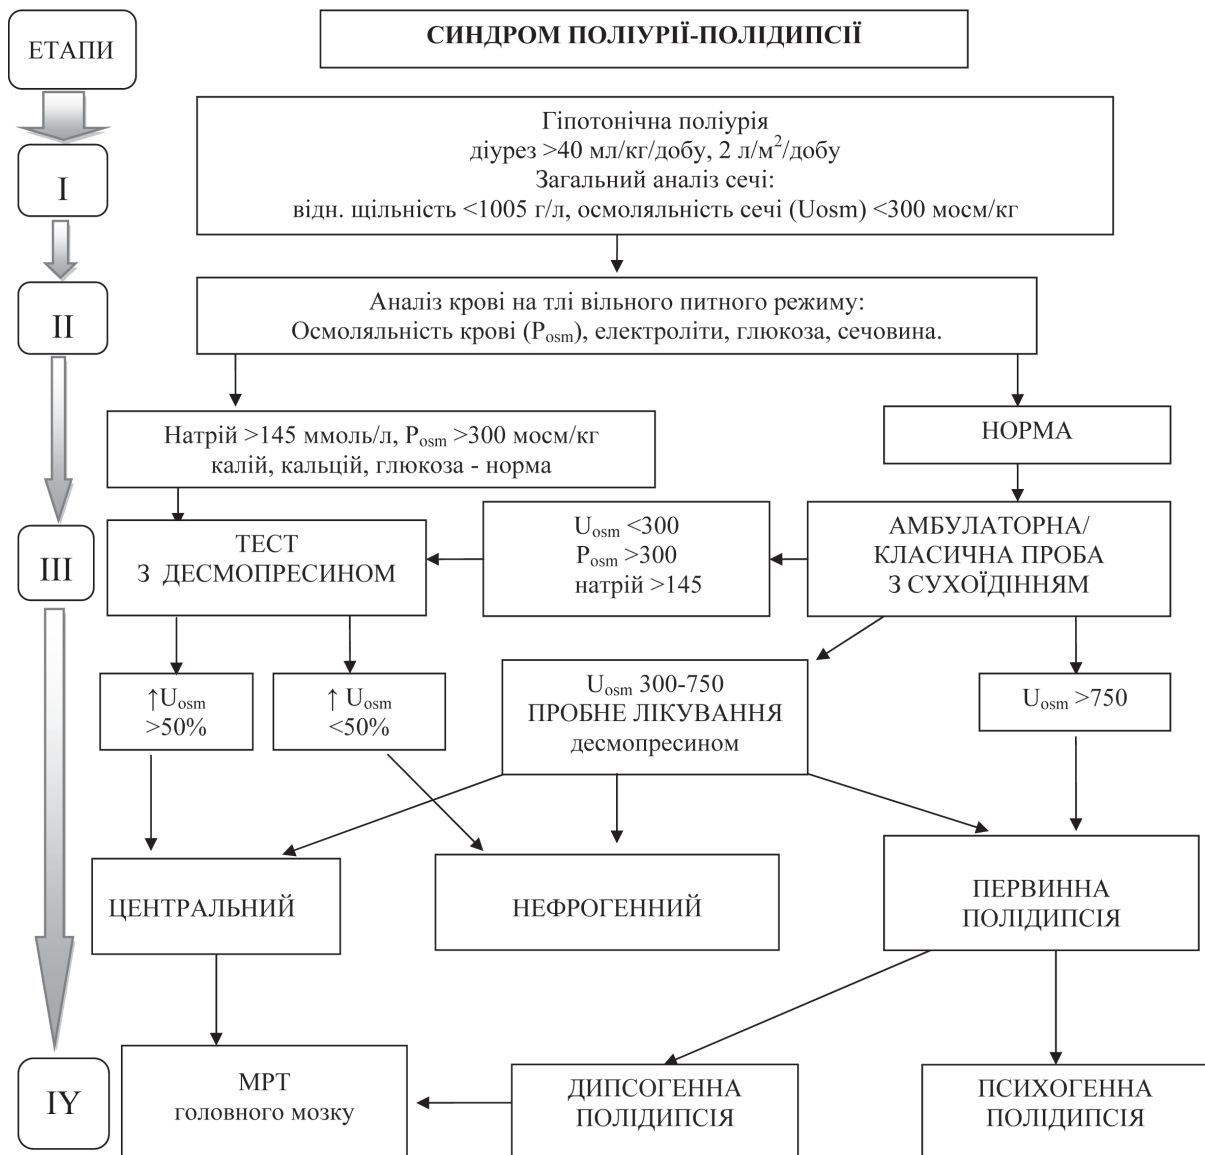 ЕТАПИ
СИНДРОМ ПОЛІУРІЇ-ПОЛІДИПСІЇ
I
Гіпотонічна поліурія
діурез >40 мл/кг/добу, 2 л/м²/добу
Загальний аналіз сечі:
відн. щільність <1005 г/л, осмоляльність сечі (Uosm) <300 мосм/кг
II
Аналіз крові на тлі вільного питного режиму:
Осмоляльність крові (Posm), електроліти, глюкоза, сечовина.
Натрій >145 ммоль/л, Posm >300 мосм/кг
калій, кальцій, глюкоза - норма
НОРМА
III
ТЕСТ
З ДЕСМОПРЕСИНОМ
Uosm <300
Posm >300
натрій >145
АМБУЛАТОРНА/
КЛАСИЧНА ПРОБА
З СУХОЇДІННЯМ
↑Uosm
>50%
↑ Uosm
<50%
Uosm 300-750
ПРОБНЕ ЛІКУВАННЯ
десмопресином
Uosm >750
ЦЕНТРАЛЬНИЙ
НЕФРОГЕННИЙ
ПЕРВИННА
ПОЛІДИПСІЯ
IY
МРТ
головного мозку
ДИПСОГЕННА
ПОЛІДИПСІЯ
ПСИХОГЕННА
ПОЛІДИПСІЯ